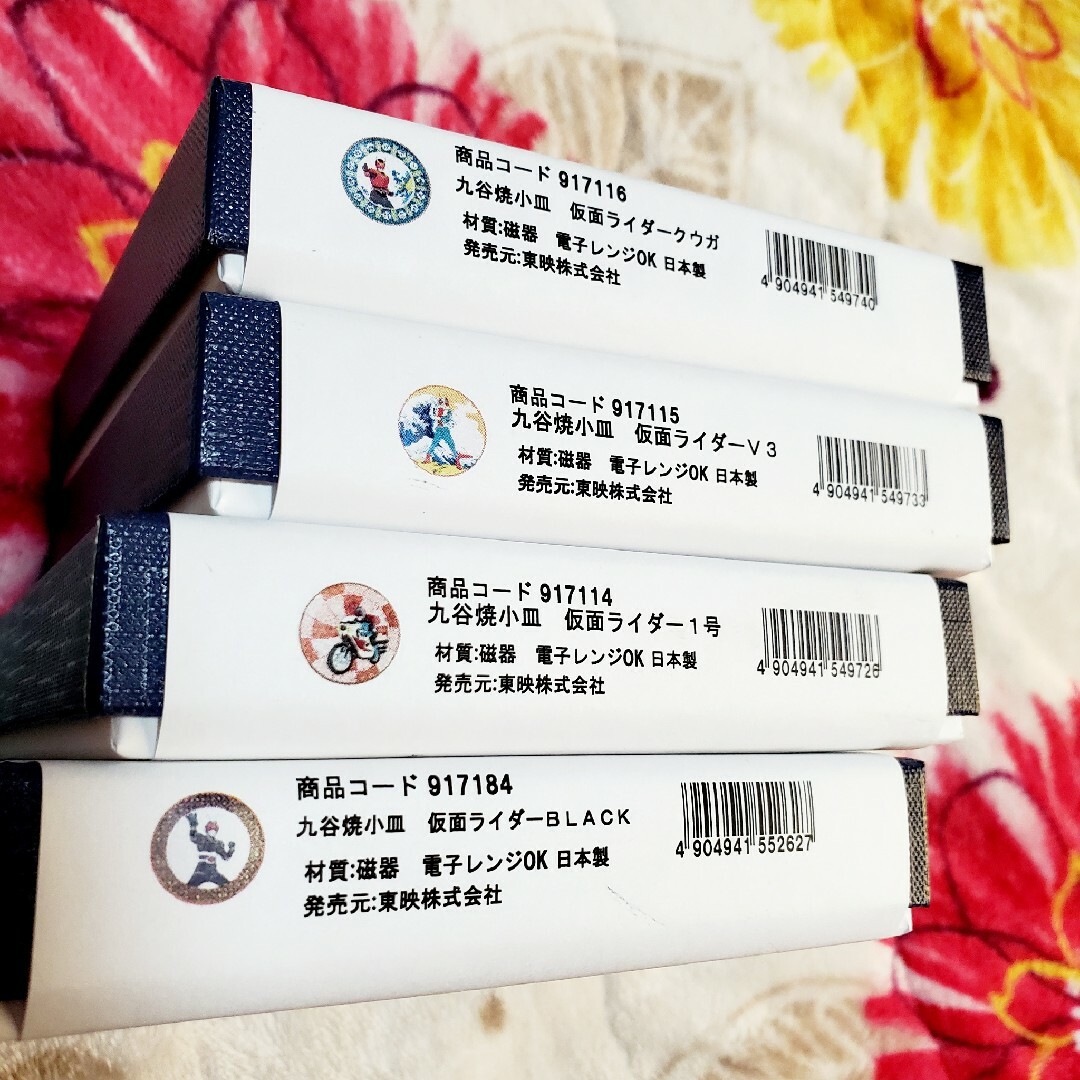 商品コード 917116
九谷焼小皿　仮面ライダークウガ
材質:磁器　電子レンジOK 日本製
発売元:東映株式会社
4 904941 549740
商品コード 917115
九谷焼小皿　仮面ライダーV3
材質:磁器　電子レンジOK 日本製
発売元:東映株式会社
4 904941 549733
商品コード 917114
九谷焼小皿　仮面ライダー1号
材質:磁器　電子レンジOK 日本製
発売元:東映株式会社
4 904941 549726
商品コード 917184
九谷焼小皿　仮面ライダーBLACK
材質:磁器　電子レンジOK 日本製
発売元:東映株式会社
4 904941 552627